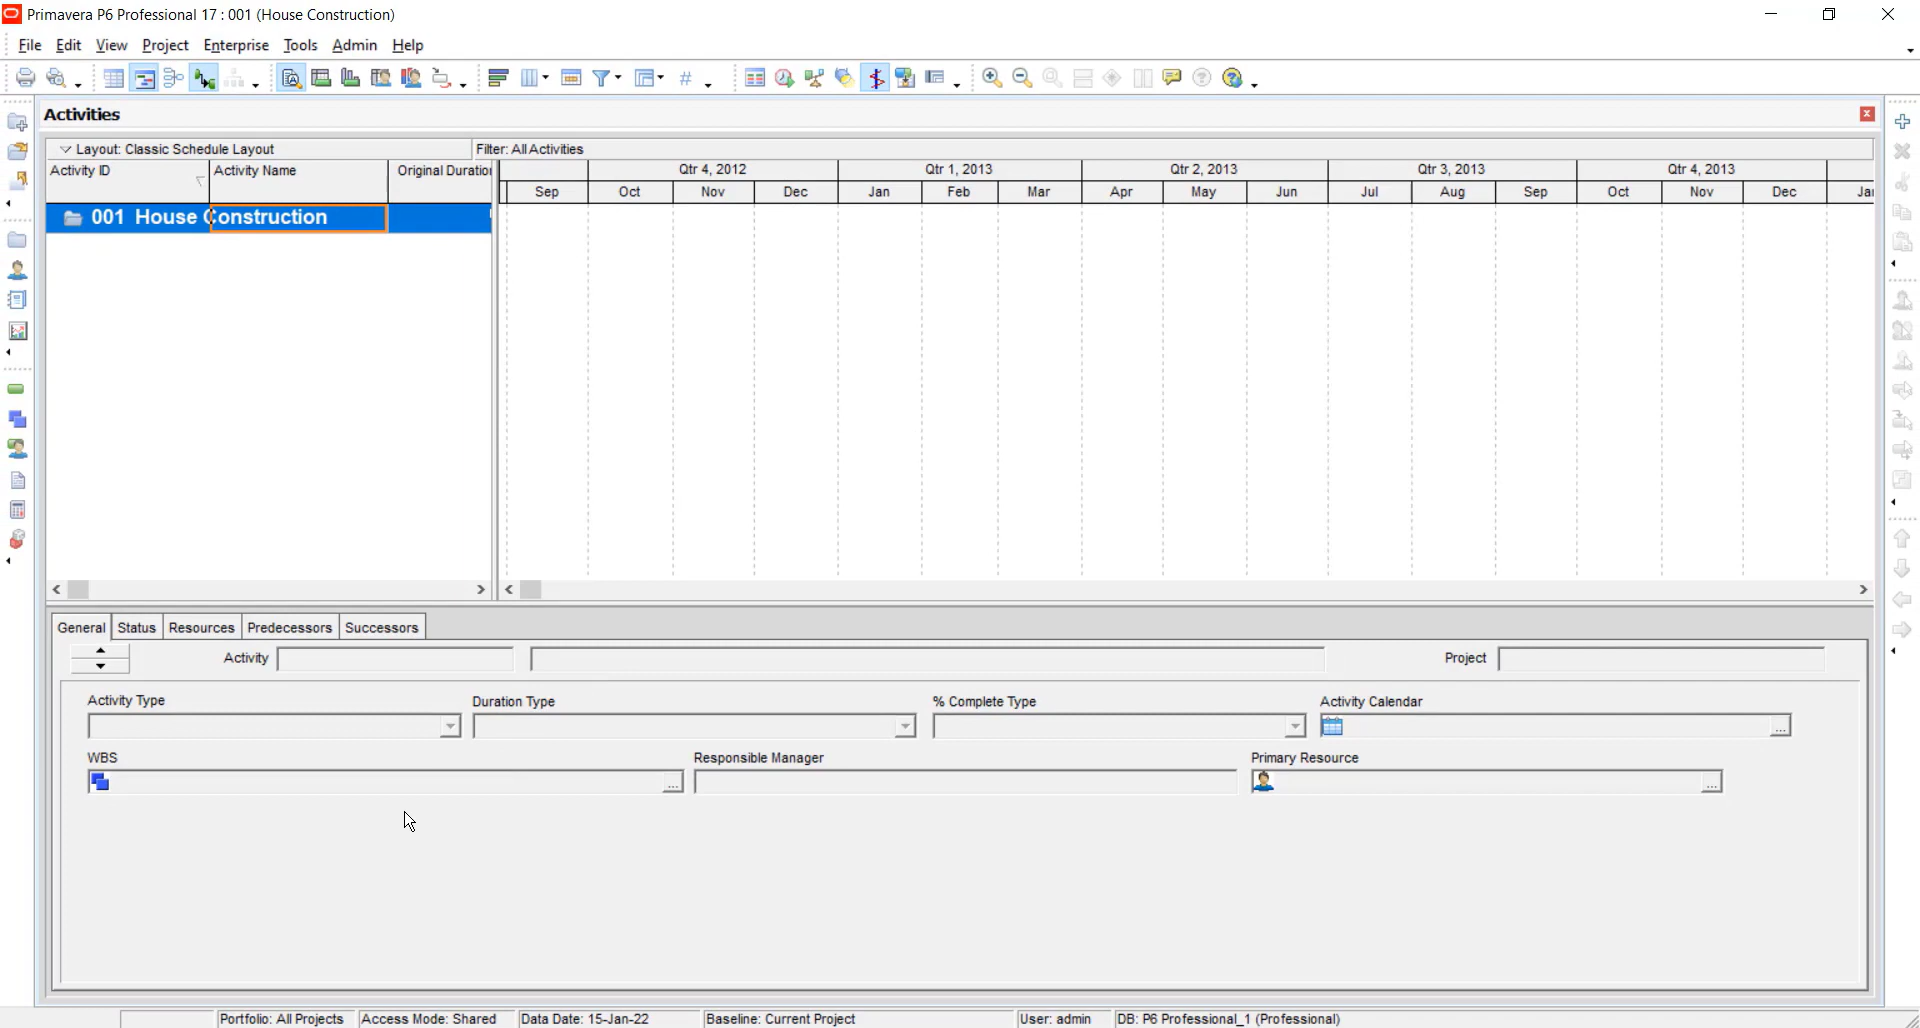 Primavera P6 Professional 17 : 001 (House Construction)
File Edit View Project Enterprise Tools Admin Help
Activities
Layout: Classic Schedule Layout Filter: All Activities
Activity ID Activity Name Original Duration
Qtr 4, 2012 Qtr 1, 2013 Qtr 2, 2013 Qtr 3, 2013 Qtr 4, 2013
Sep Oct Nov Dec Jan Feb Mar Apr May Jun Jul Aug Sep Oct Nov Dec Ja
001 House Construction
General Status Resources Predecessors Successors
Activity Project
Activity Type Duration Type % Complete Type Activity Calendar
WBS Responsible Manager Primary Resource
Portfolio: All Projects Access Mode: Shared Data Date: 15-Jan-22 Baseline: Current Project User: admin DB: P6 Professional_1 (Professional)